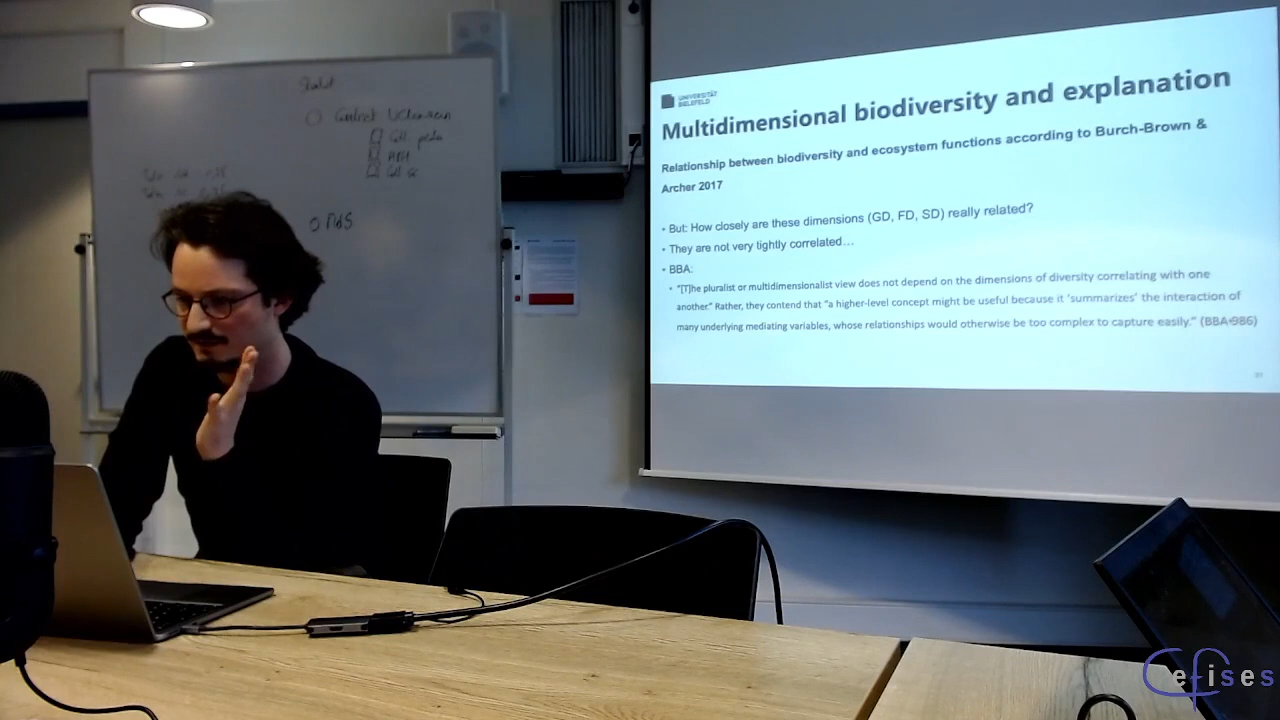 UNIVERSITÄT
BIELEFELD
Multidimensional biodiversity and explanation
Relationship between biodiversity and ecosystem functions according to Burch-Brown &
Archer 2017
• But: How closely are these dimensions (GD, FD, SD) really related?
• They are not very tightly correlated…
• BBA:
• "[T]he pluralist or multidimensionalist view does not depend on the dimensions of diversity correlating with one
another." Rather, they contend that "a higher-level concept might be useful because it 'summarizes' the interaction of
many underlying mediating variables, whose relationships would otherwise be too complex to capture easily." (BBA: 986)
Cefises